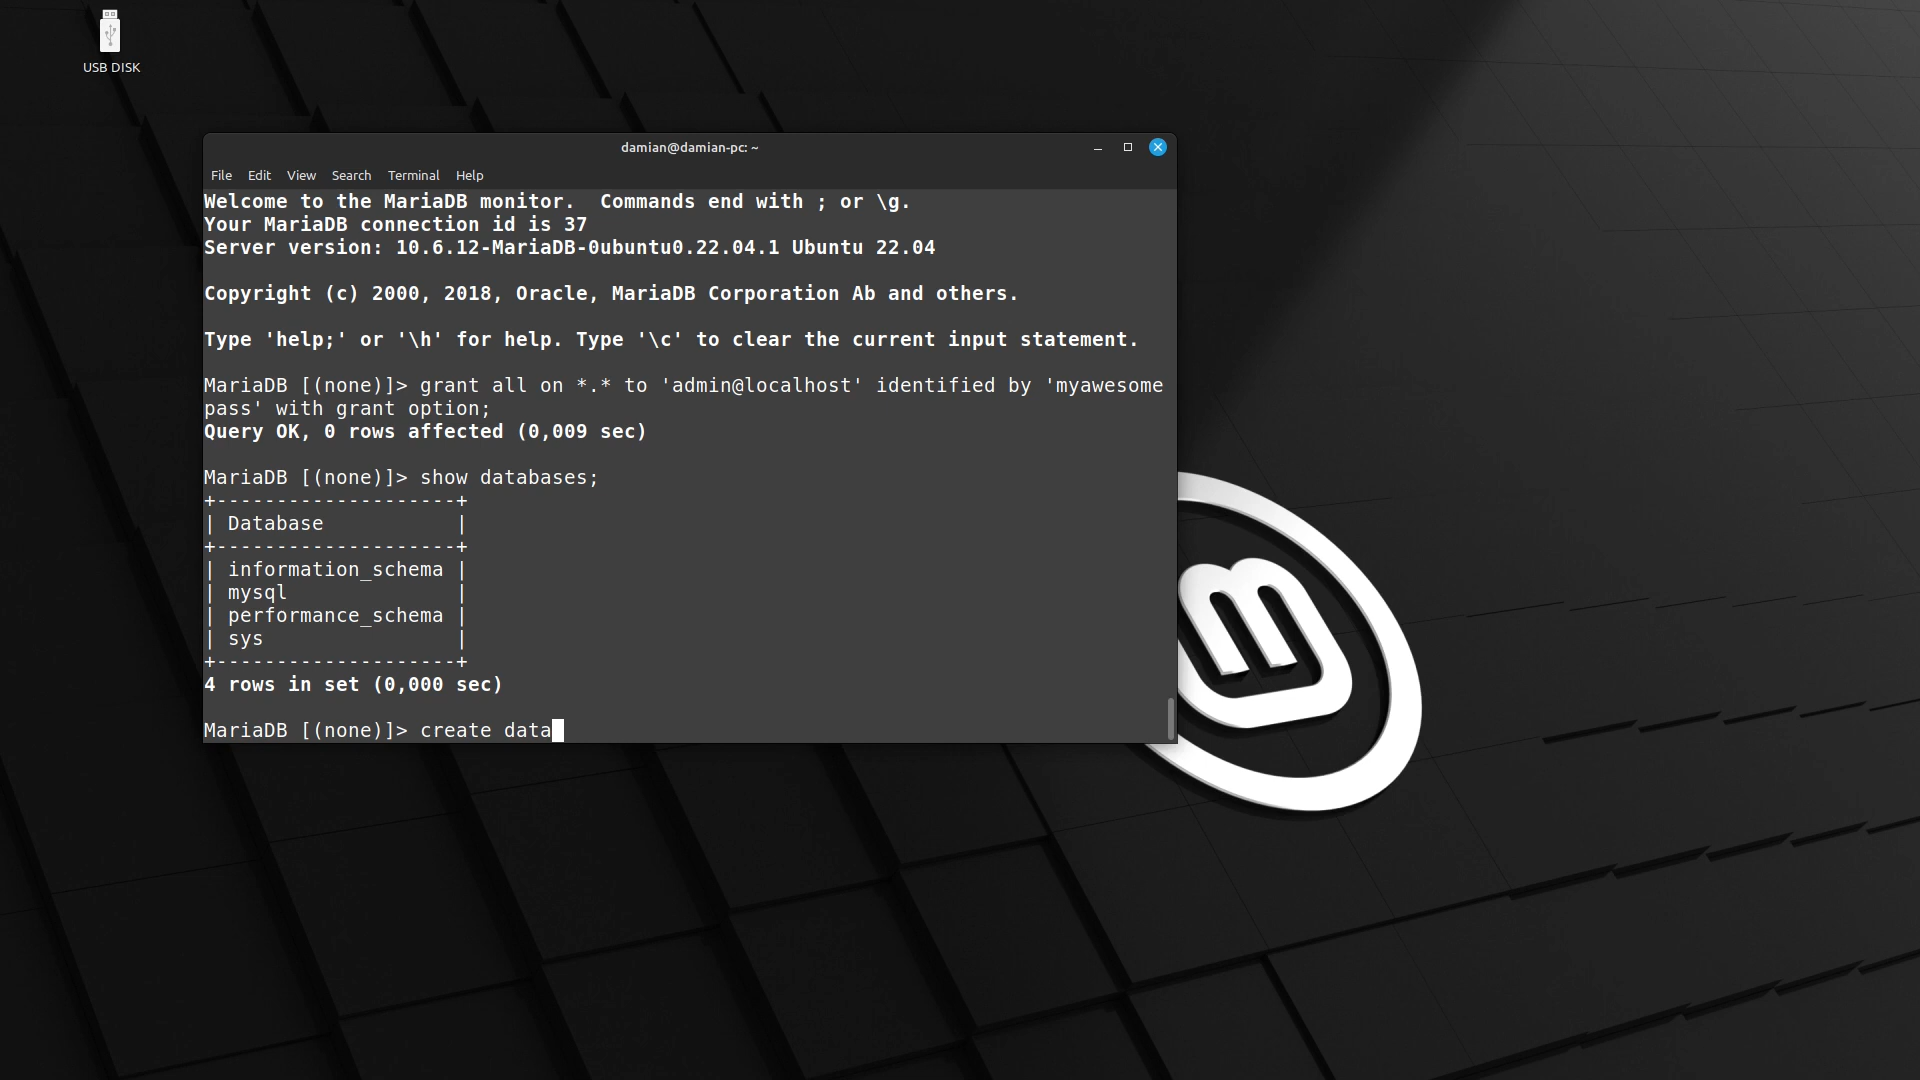 USB DISK
damian@damian-pc: ~
File Edit View Search Terminal Help
Welcome to the MariaDB monitor.  Commands end with ; or \g.
Your MariaDB connection id is 37
Server version: 10.6.12-MariaDB-0ubuntu0.22.04.1 Ubuntu 22.04
Copyright (c) 2000, 2018, Oracle, MariaDB Corporation Ab and others.
Type 'help;' or '\h' for help. Type '\c' to clear the current input statement.
MariaDB [(none)]> grant all on *.* to 'admin@localhost' identified by 'myawesome
pass' with grant option;
Query OK, 0 rows affected (0,009 sec)
MariaDB [(none)]> show databases;
+--------------------+
| Database           |
+--------------------+
| information_schema |
| mysql              |
| performance_schema |
| sys                |
+--------------------+
4 rows in set (0,000 sec)
MariaDB [(none)]> create data